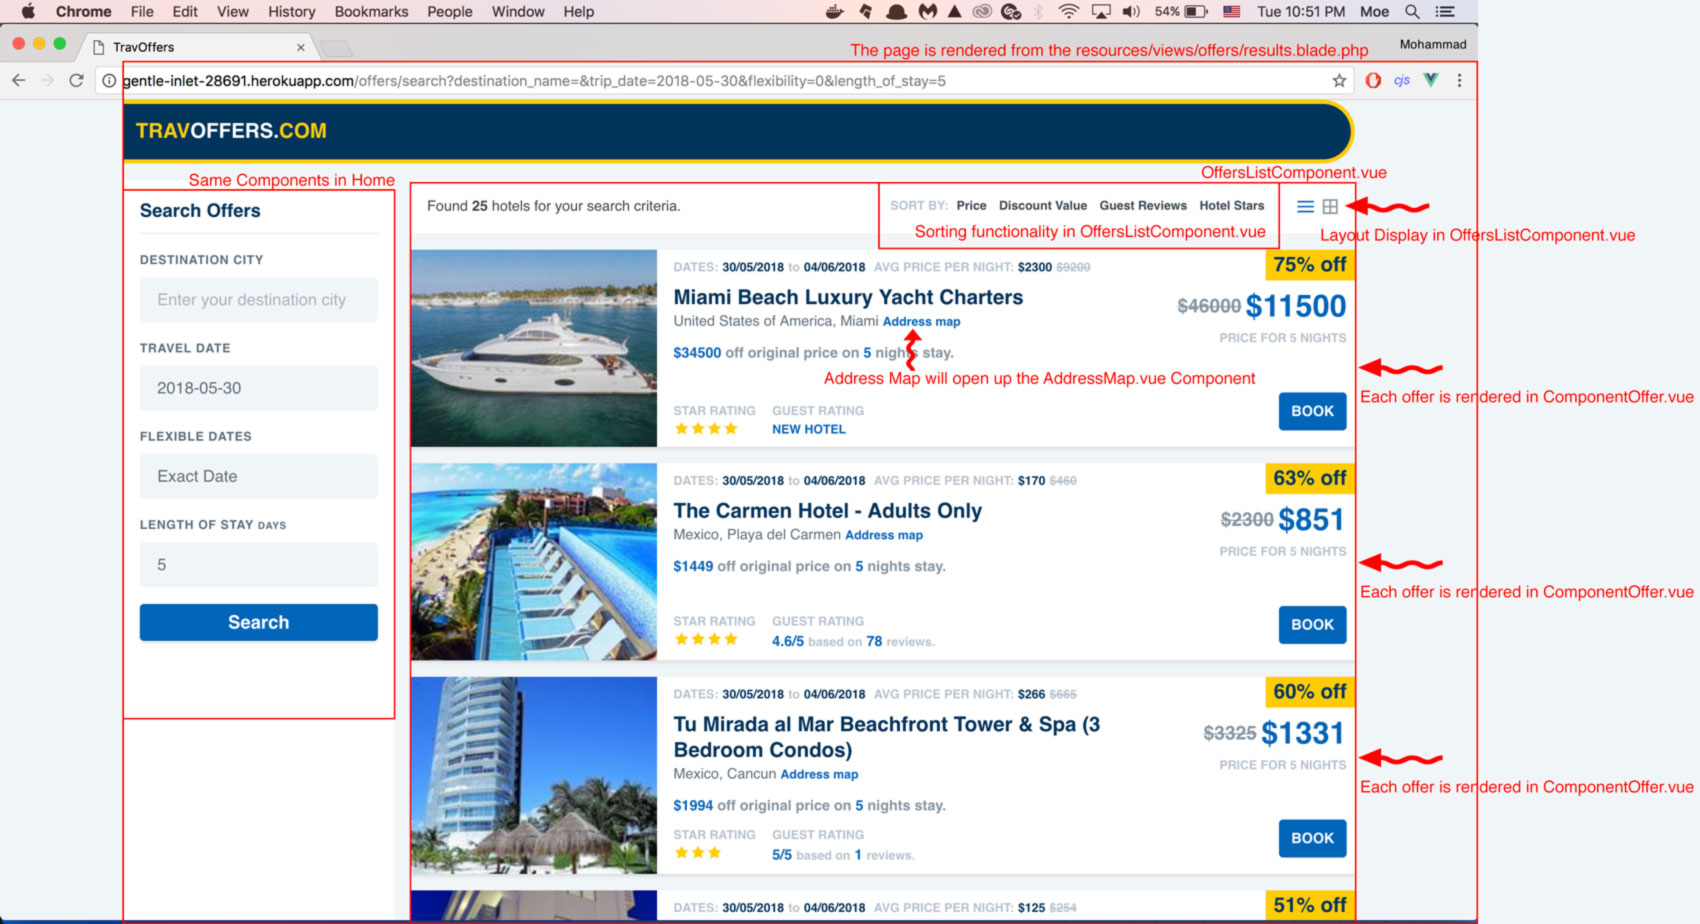 Chrome File Edit View History Bookmarks People Window Help 54% Tue 10:51 PM Moe
TravOffers
The page is rendered from the resources/views/offers/results.blade.php
Mohammad
gentle-inlet-28691.herokuapp.com/offers/search?destination_name=&trip_date=2018-05-30&flexibility=0&length_of_stay=5
cjs
TRAVOFFERS.COM
Same Components in Home
OffersListComponent.vue
Search Offers
DESTINATION CITY
Enter your destination city
TRAVEL DATE
2018-05-30
FLEXIBLE DATES
Exact Date
LENGTH OF STAY DAYS
5
Search
Found 25 hotels for your search criteria.
SORT BY: Price Discount Value Guest Reviews Hotel Stars
Sorting functionality in OffersListComponent.vue
Layout Display in OffersListComponent.vue
DATES: 30/05/2018 to 04/06/2018 AVG PRICE PER NIGHT: $2300 $9200
75% off
Miami Beach Luxury Yacht Charters
$46000 $11500
United States of America, Miami Address map
PRICE FOR 5 NIGHTS
$34500 off original price on 5 nights stay.
Address Map will open up the AddressMap.vue Component
Each offer is rendered in ComponentOffer.vue
STAR RATING GUEST RATING
NEW HOTEL
BOOK
DATES: 30/05/2018 to 04/06/2018 AVG PRICE PER NIGHT: $170 $460
63% off
The Carmen Hotel - Adults Only
$2300 $851
Mexico, Playa del Carmen Address map
PRICE FOR 5 NIGHTS
$1449 off original price on 5 nights stay.
Each offer is rendered in ComponentOffer.vue
STAR RATING GUEST RATING
4.6/5 based on 78 reviews.
BOOK
DATES: 30/05/2018 to 04/06/2018 AVG PRICE PER NIGHT: $266 $665
60% off
Tu Mirada al Mar Beachfront Tower & Spa (3
Bedroom Condos)
$3325 $1331
Mexico, Cancun Address map
PRICE FOR 5 NIGHTS
$1994 off original price on 5 nights stay.
Each offer is rendered in ComponentOffer.vue
STAR RATING GUEST RATING
5/5 based on 1 reviews.
BOOK
DATES: 30/05/2018 to 04/06/2018 AVG PRICE PER NIGHT: $125 $254
51% off